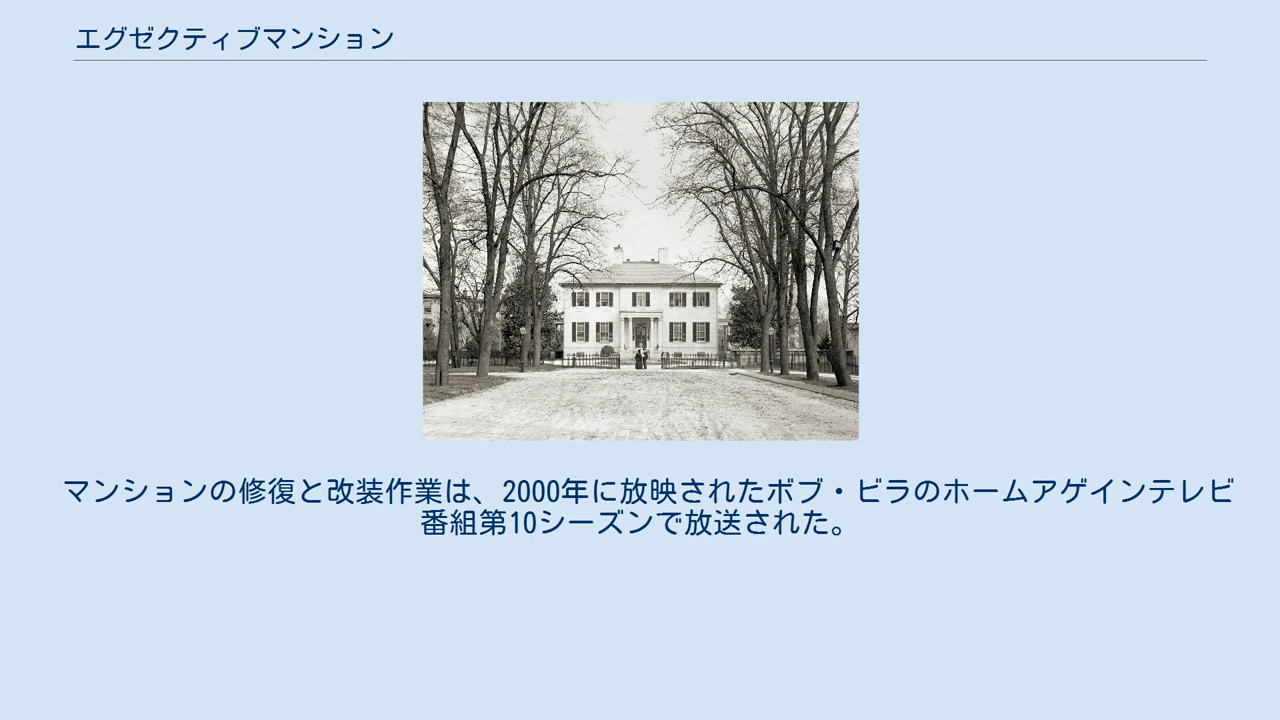 エグゼクティブマンション
マンションの修復と改装作業は、2000年に放映されたボブ・ビラのホームアゲインテレビ
番組第10シーズンで放送された。